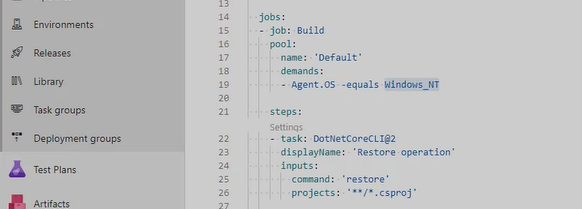 Environments
Releases
Library
Task groups
Deployment groups
Test Plans
Artifacts
13
14 jobs:
15 - job: Build
16 pool:
17 name: 'Default'
18 demands:
19 - Agent.OS -equals Windows_NT
20
21 steps:
Settings
22 - task: DotNetCoreCLI@2
23 displayName: 'Restore operation'
24 inputs:
25 command: 'restore'
26 projects: '**/*.csproj'
27